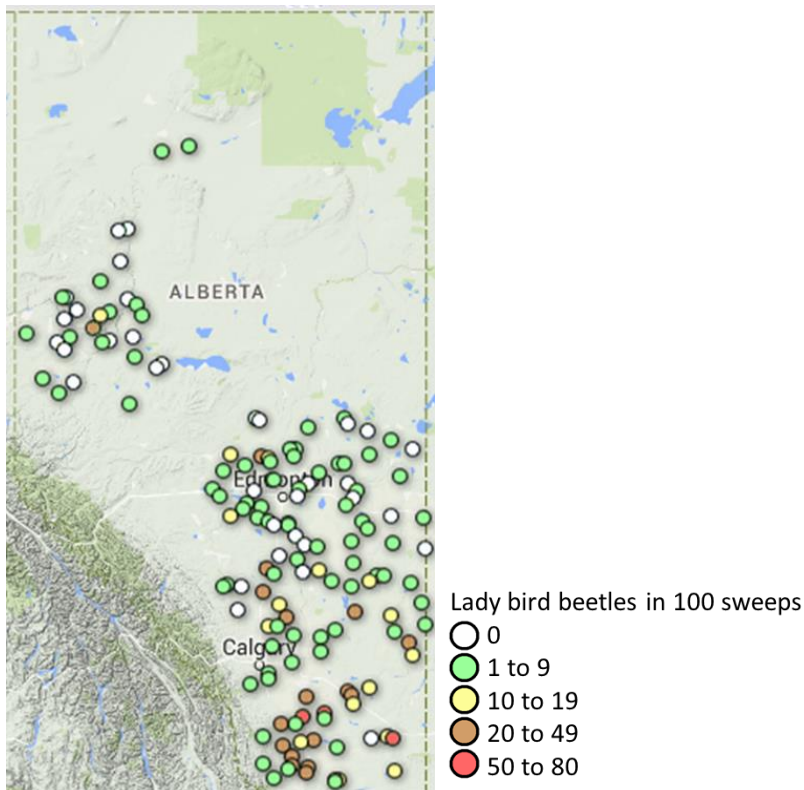 ALBERTA
Edmonton
Calgary
Lady bird beetles in 100 sweeps
0
1 to 9
10 to 19
20 to 49
50 to 80